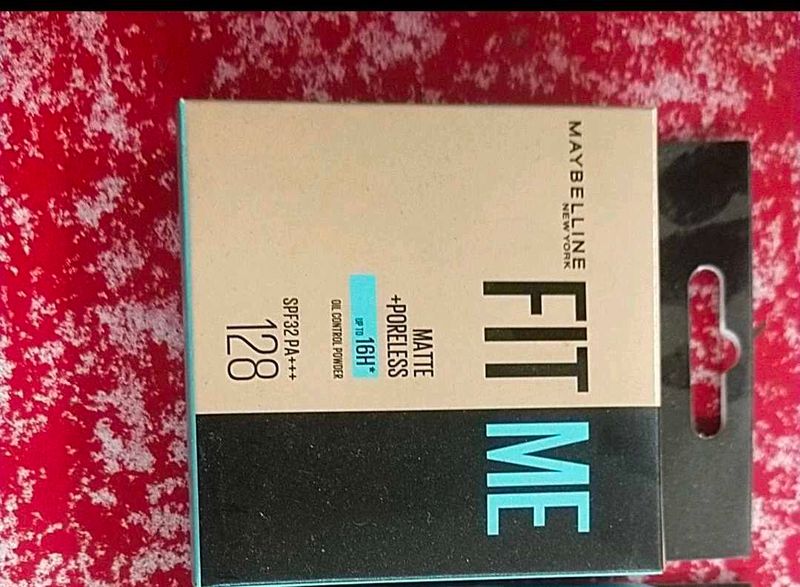 MAYBELLINE
NEW YORK
FIT ME
MATTE
+PORELESS
UP TO 16H*
OIL CONTROL POWDER
SPF32 PA+++
128